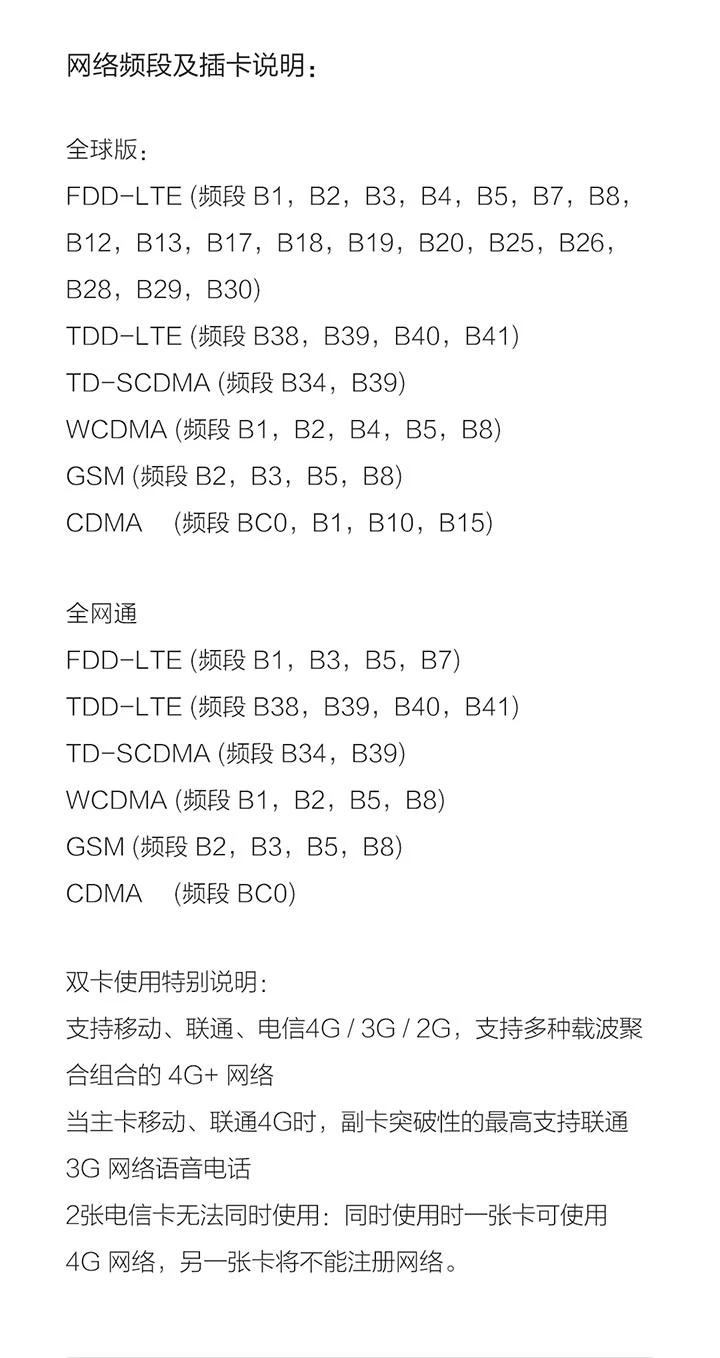 网络频段及插卡说明：
全球版：
FDD-LTE (频段 B1，B2，B3，B4，B5，B7，B8，
B12，B13，B17，B18，B19，B20，B25，B26，
B28，B29，B30)
TDD-LTE (频段 B38，B39，B40，B41)
TD-SCDMA (频段 B34，B39)
WCDMA (频段 B1，B2，B4，B5，B8)
GSM (频段 B2，B3，B5，B8)
CDMA (频段 BC0，B1，B10，B15)
全网通
FDD-LTE (频段 B1，B3，B5，B7)
TDD-LTE (频段 B38，B39，B40，B41)
TD-SCDMA (频段 B34，B39)
WCDMA (频段 B1，B2，B5，B8)
GSM (频段 B2，B3，B5，B8)
CDMA (频段 BC0)
双卡使用特别说明：
支持移动、联通、电信4G / 3G / 2G，支持多种载波聚
合组合的 4G+ 网络
当主卡移动、联通4G时，副卡突破性的最高支持联通
3G 网络语音电话
2张电信卡无法同时使用：同时使用时一张卡可使用
4G 网络，另一张卡将不能注册网络。